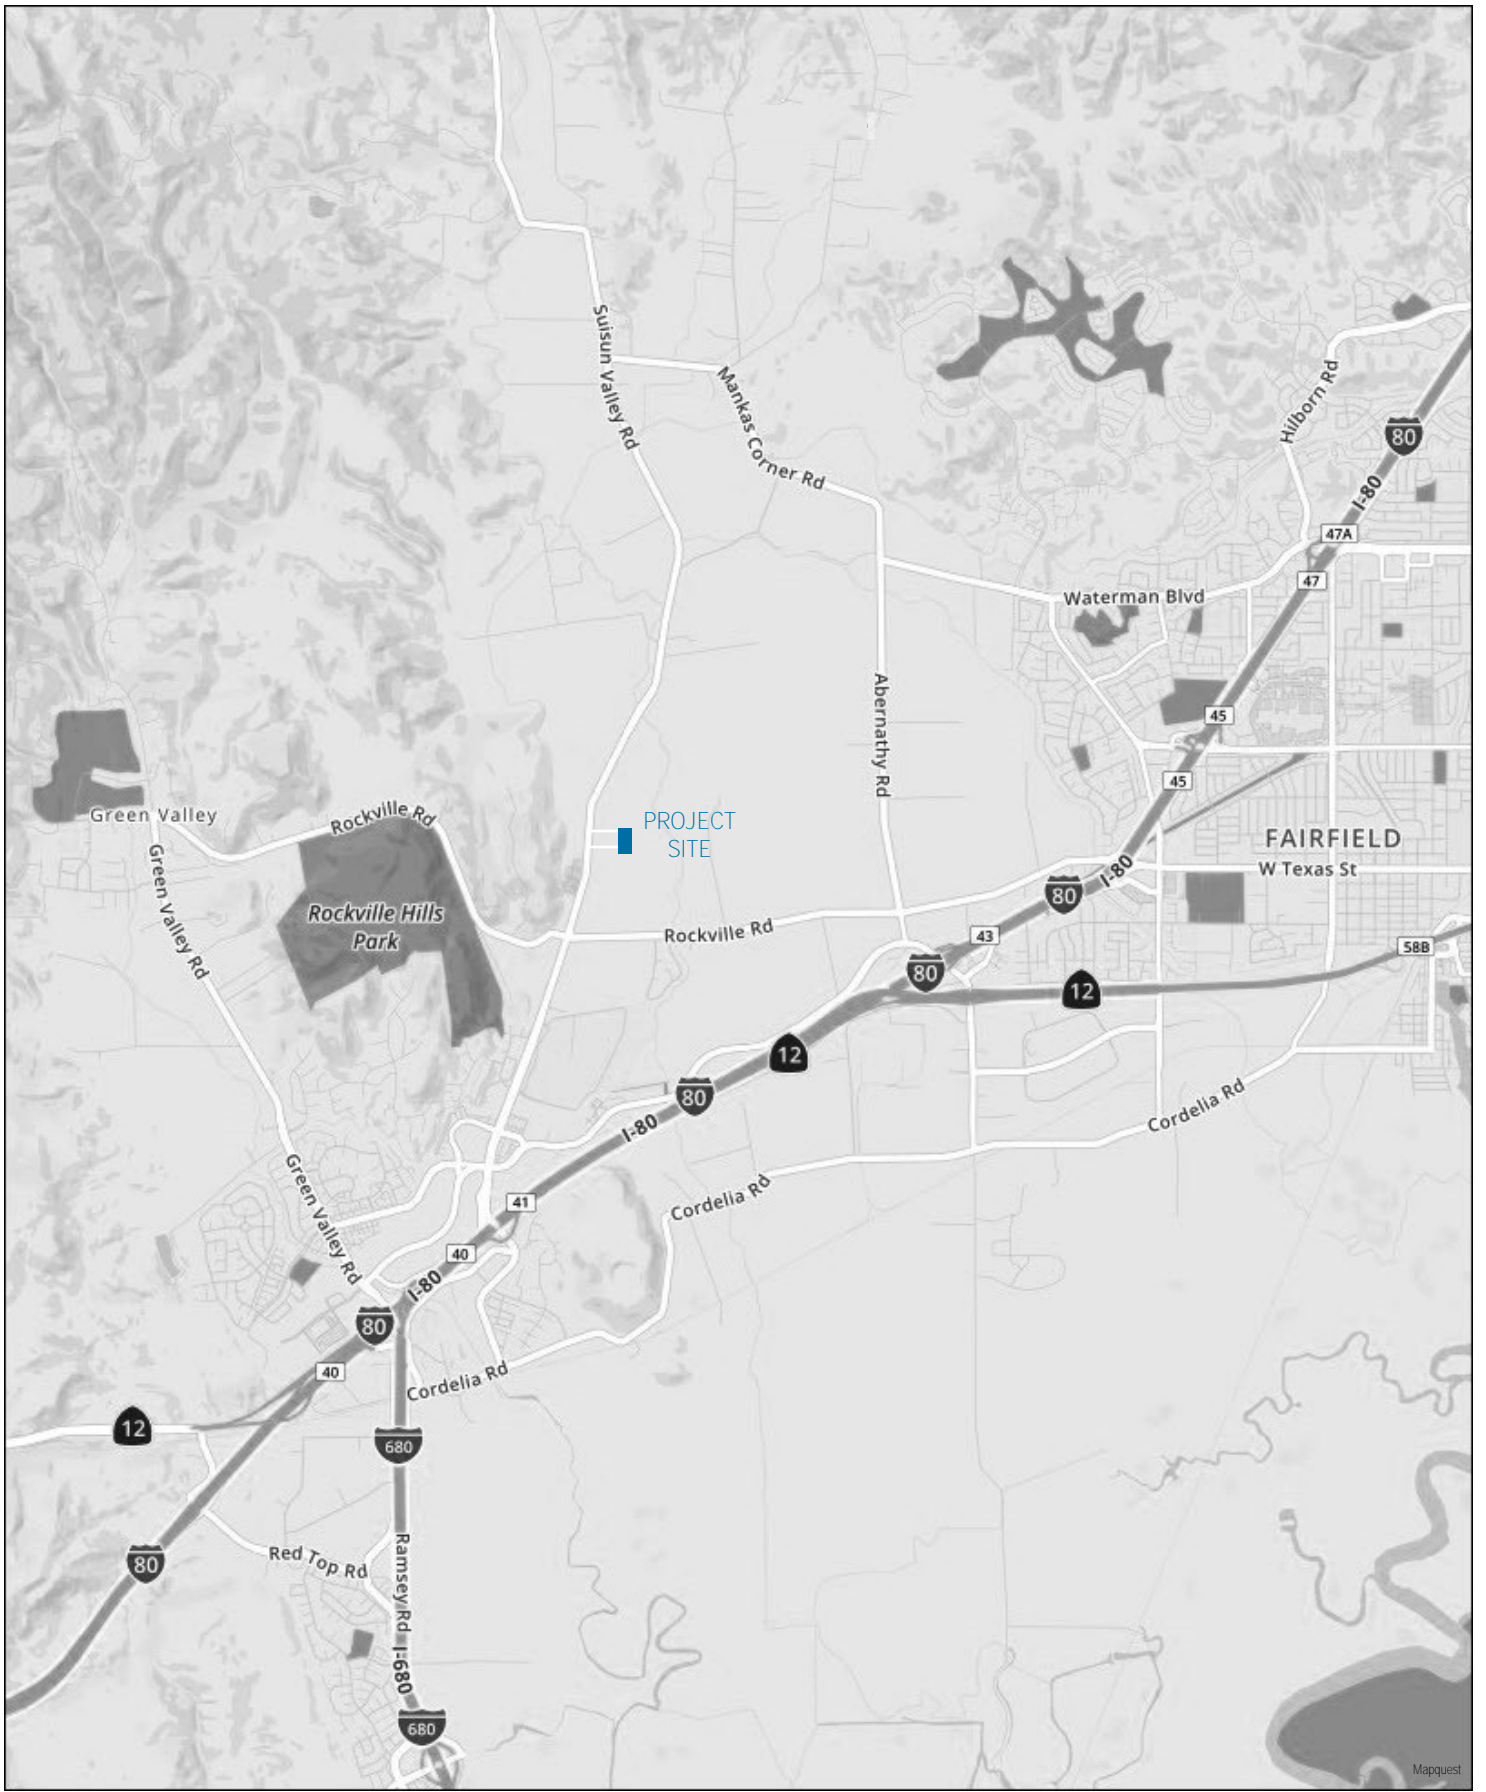 Suisun Valley Rd
Mankas Corner Rd
Hilborn Rd
80
I-80
47A
47
Waterman Blvd
Abernathy Rd
45
45
Green Valley
Rockville Rd
PROJECT
SITE
FAIRFIELD
W Texas St
I-80
80
Green Valley Rd
Rockville Hills
Park
Rockville Rd
43
58B
80
12
12
80
I-80
Cordelia Rd
Green Valley Rd
41
Cordelia Rd
40
I-80
80
40
Cordelia Rd
12
680
80
Red Top Rd
Ramsey Rd
I-680
680
Mapquest